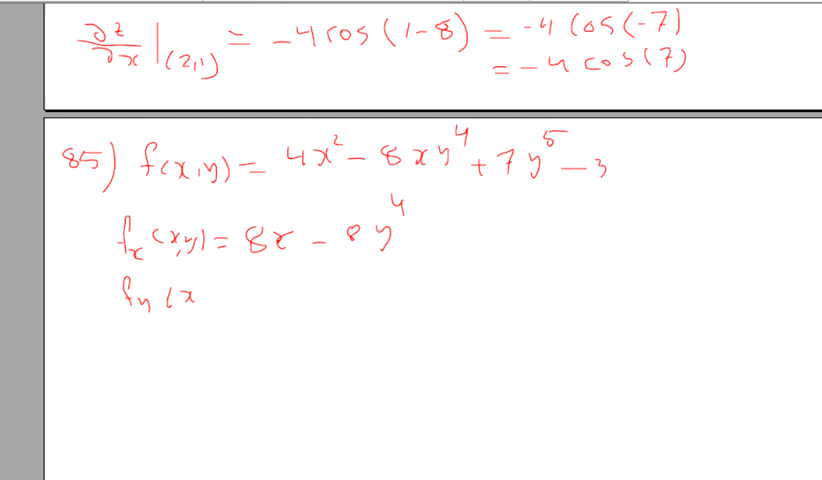 ∂z/∂x |(2,1) = -4 cos (1-8) = -4 cos(-7)
= -4 cos(7)
85) f(x,y) = 4x² - 8xy⁴ + 7y⁵ - 3
fₓ(x,y) = 8x - 8y⁴
f_y (x